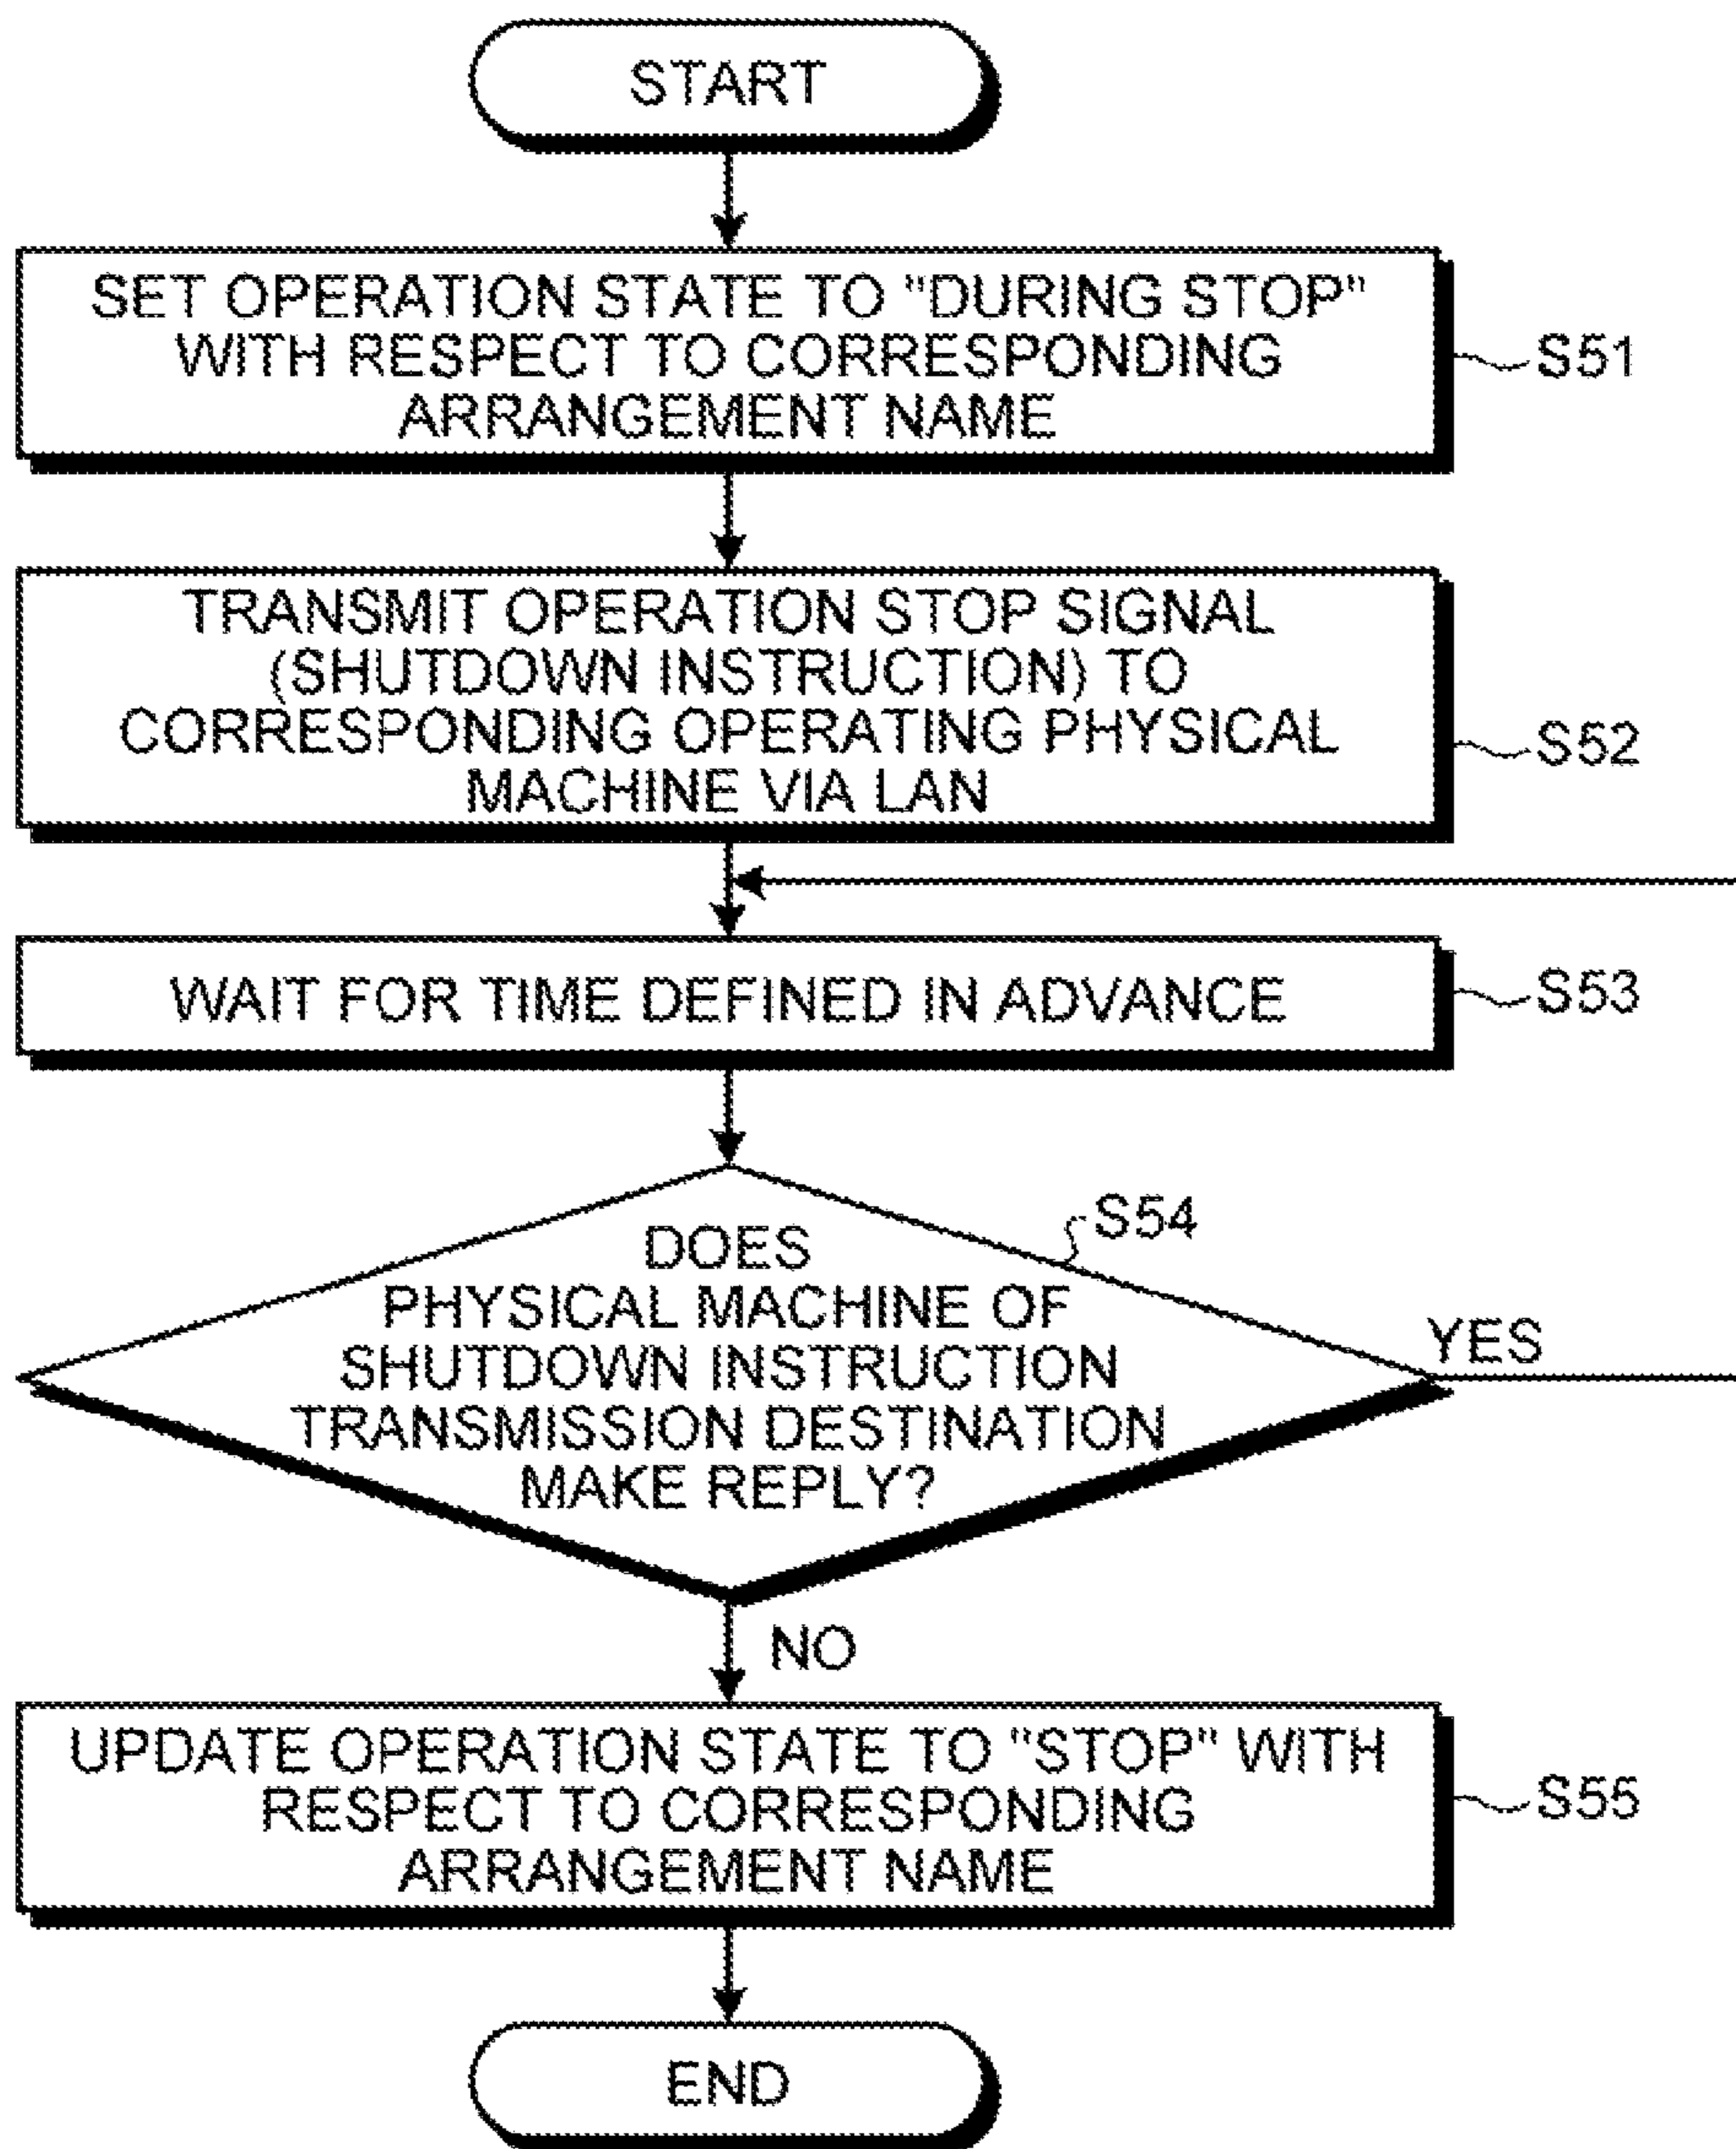 START
SET OPERATION STATE TO "DURING STOP"
WITH RESPECT TO CORRESPONDING
ARRANGEMENT NAME
S51
TRANSMIT OPERATION STOP SIGNAL
(SHUTDOWN INSTRUCTION) TO
CORRESPONDING OPERATING PHYSICAL
MACHINE VIA LAN
S52
WAIT FOR TIME DEFINED IN ADVANCE
S53
S54
DOES
PHYSICAL MACHINE OF
SHUTDOWN INSTRUCTION
TRANSMISSION DESTINATION
MAKE REPLY?
YES
NO
UPDATE OPERATION STATE TO "STOP" WITH
RESPECT TO CORRESPONDING
ARRANGEMENT NAME
S55
END